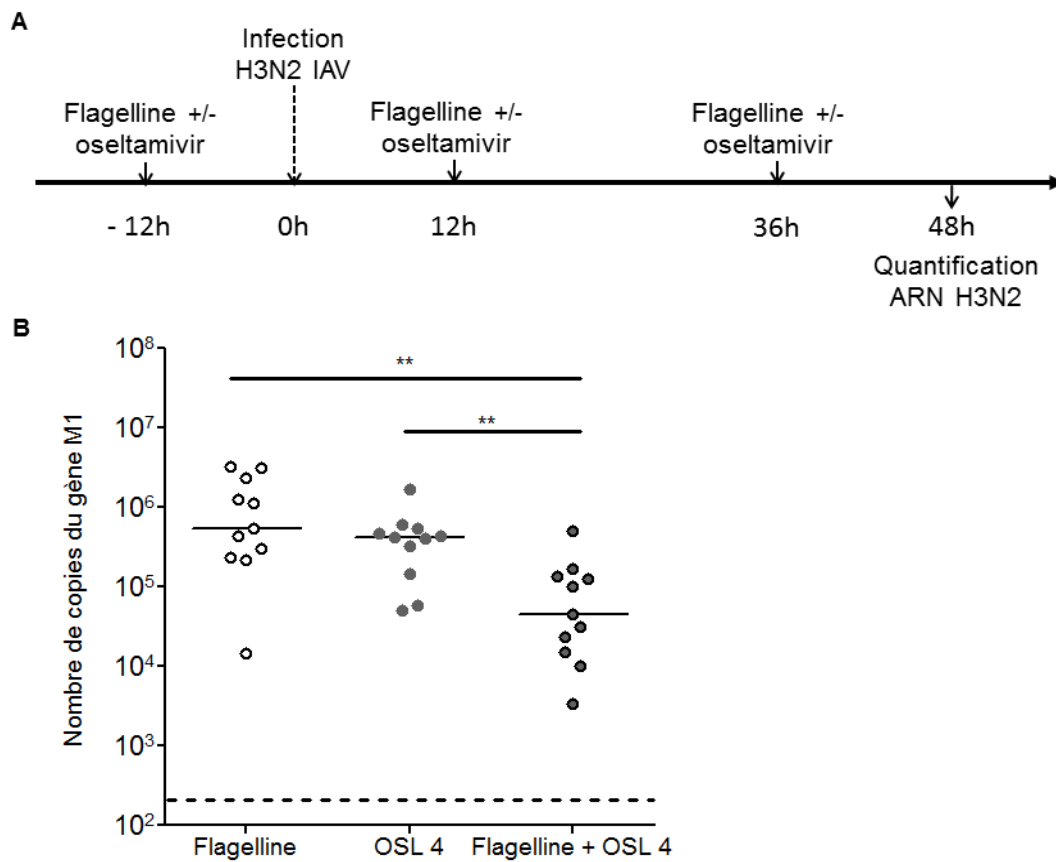 A
Infection
H3N2 IAV
Flagelline +/-
oseltamivir
Flagelline +/-
oseltamivir
Flagelline +/-
oseltamivir
- 12h
0h
12h
36h
48h
Quantification
ARN H3N2
B
Nombre de copies du gène M1
10⁸
10⁷
10⁶
10⁵
10⁴
10³
10²
**
**
Flagelline
OSL 4
Flagelline + OSL 4